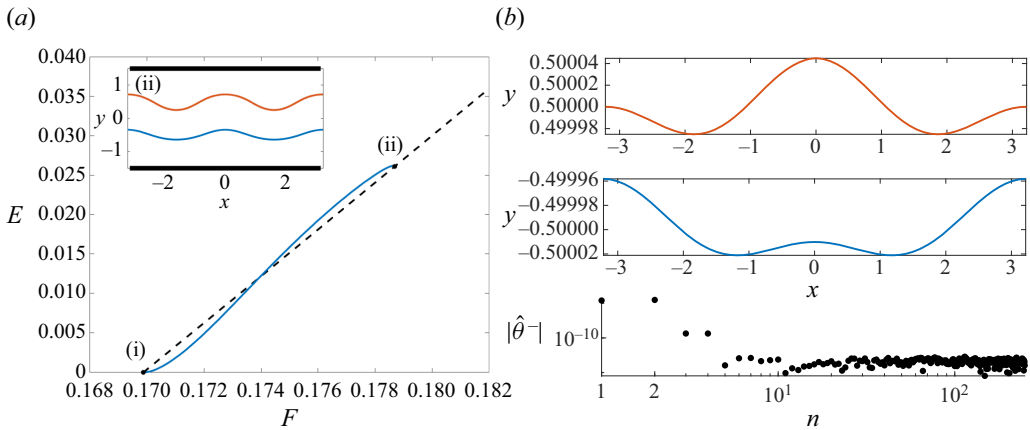 (a)
(b)
0.040
0.035
0.030
0.025
0.020
0.015
0.010
0.005
0
E
0.168 0.170 0.172 0.174 0.176 0.178 0.180 0.182
F
(i)
(ii)
(ii)
1
0
−1
y
−2 0 2
x
0.50004
0.50000
0.49998
y
−3 −2 −1 0 1 2 3
−0.49996
−0.49998
−0.50000
−0.50002
y
−3 −2 −1 0 1 2 3
x
|θ̂⁻|
10⁻¹⁰
1 2 10¹ 10²
n